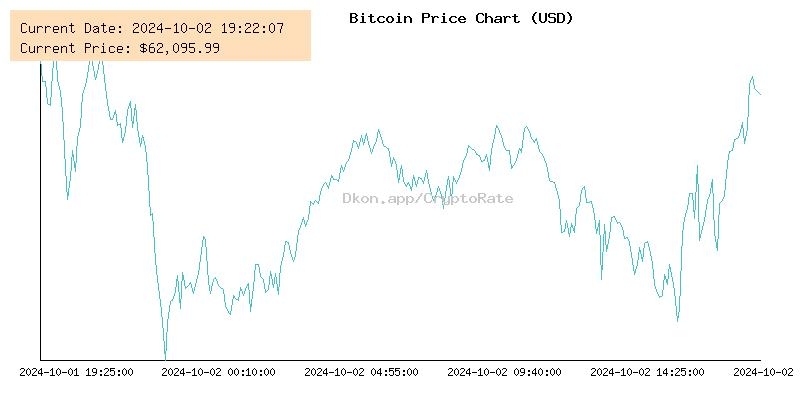 Bitcoin Price Chart (USD)
Current Date: 2024-10-02 19:22:07
Current Price: $62,095.99
Dkon.app/CryptoRate
2024-10-01 19:25:00 2024-10-02 00:10:00 2024-10-02 04:55:00 2024-10-02 09:40:00 2024-10-02 14:25:00 2024-10-02